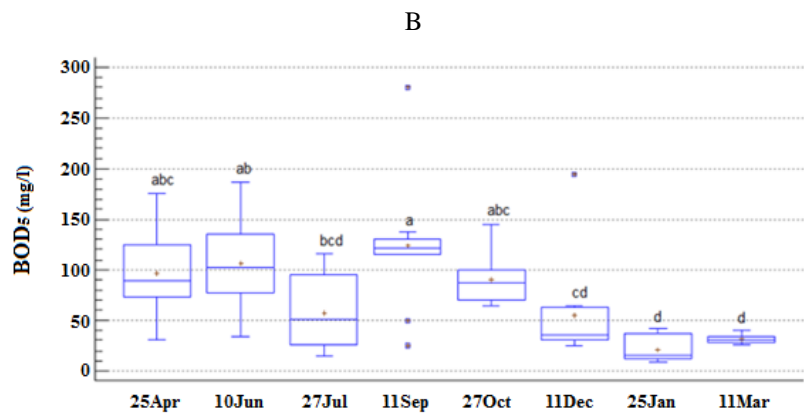 B
300
250
200
150
100
50
0
BOD₅ (mg/l)
abc
ab
bcd
a
abc
cd
d
d
25Apr 10Jun 27Jul 11Sep 27Oct 11Dec 25Jan 11Mar